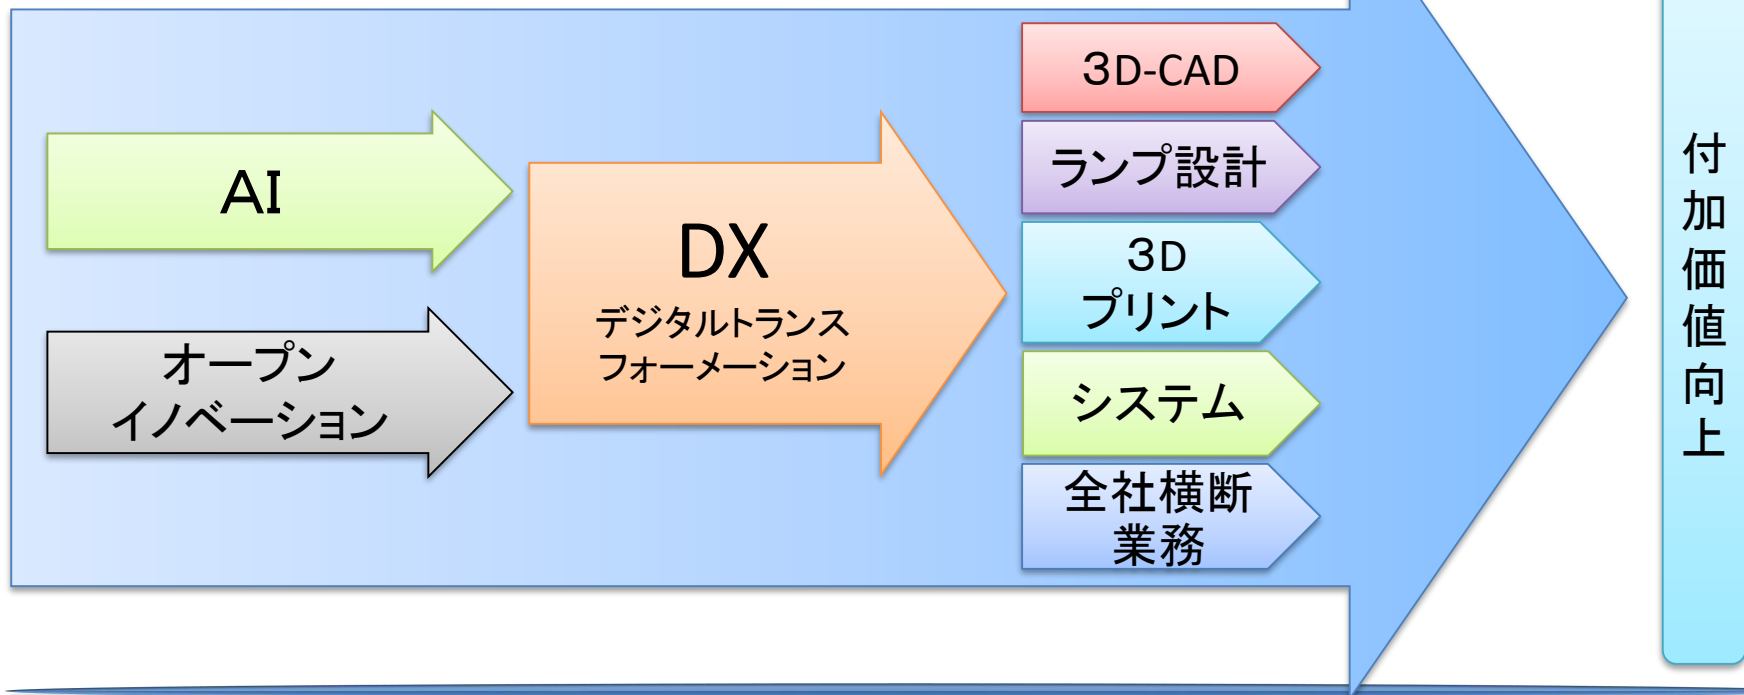 AI
オープン
イノベーション
DX
デジタルトランス
フォーメーション
３D-CAD
ランプ設計
３D
プリント
システム
全社横断
業務
付加価値向上